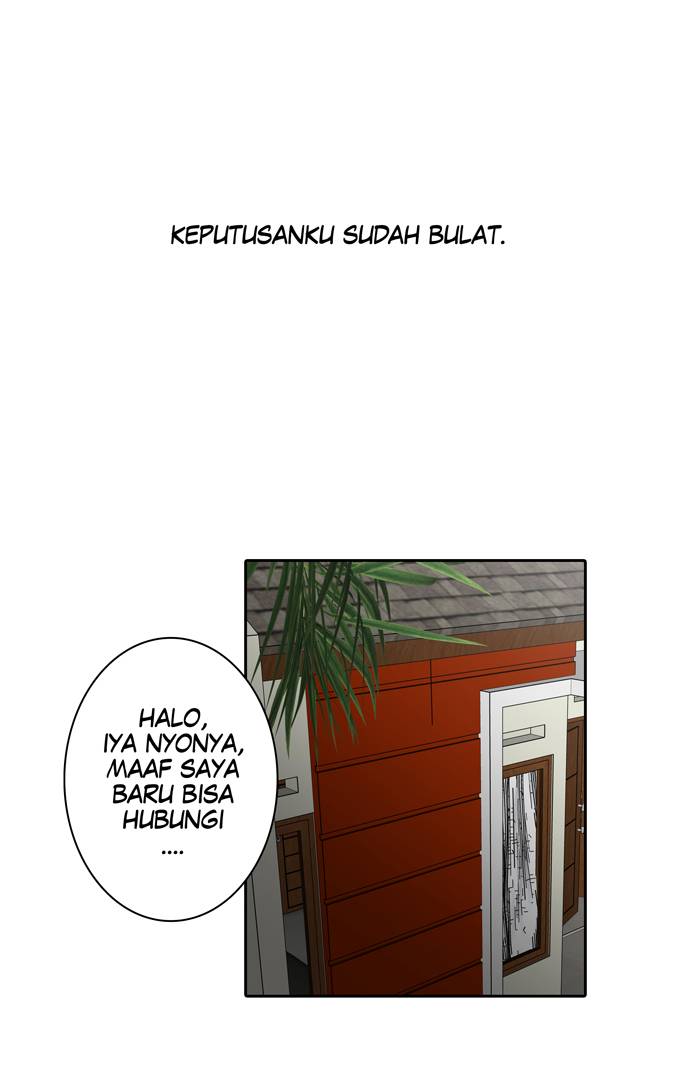 KEPUTUSANKU SUDAH BULAT.
HALO,
IYA NYONYA,
MAAF SAYA
BARU BISA
HUBUNGI
....